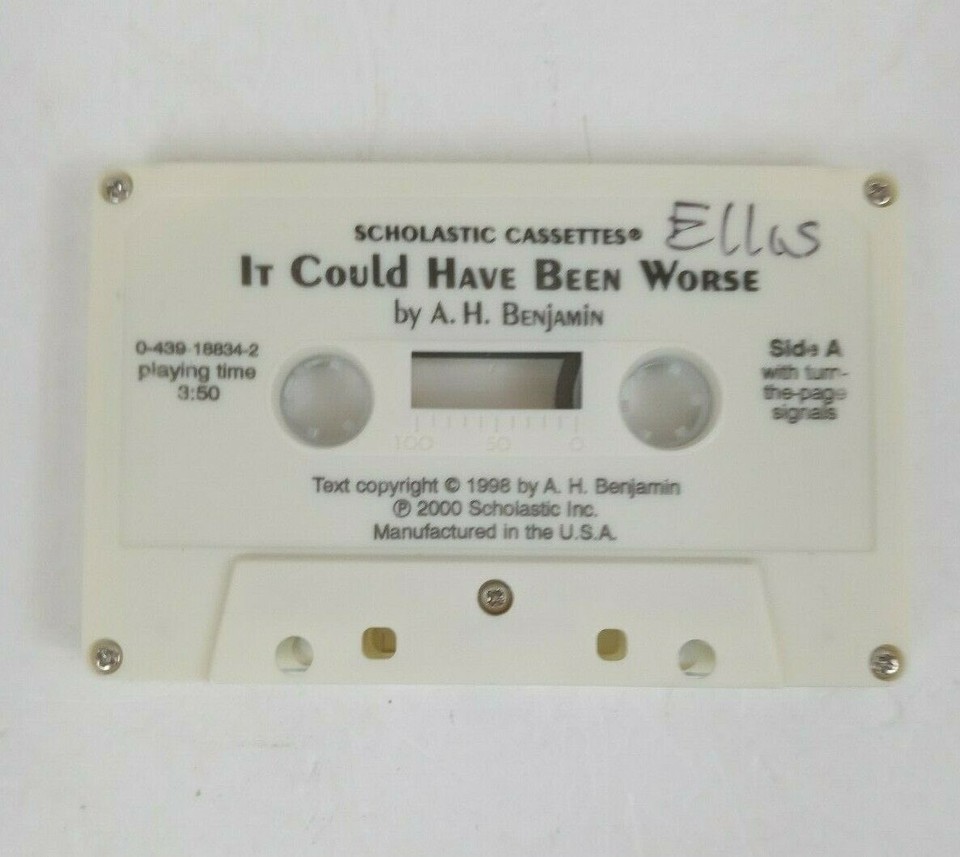 SCHOLASTIC CASSETTES®
Ellis
IT COULD HAVE BEEN WORSE
by A. H. BENJAMIN
0-439-18834-2
playing time
3:50
Side A
with turn-
the-page
signals
100 50 0
Text copyright © 1998 by A. H. Benjamin
℗ 2000 Scholastic Inc.
Manufactured in the U.S.A.